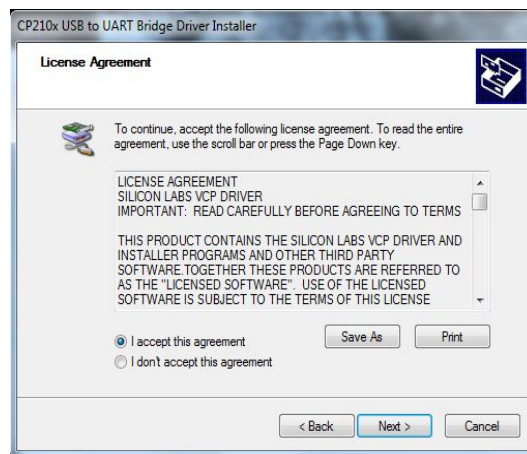 CP210x USB to UART Bridge Driver Installer
License Agreement
To continue, accept the following license agreement. To read the entire
agreement, use the scroll bar or press the Page Down key.
LICENSE AGREEMENT
SILICON LABS VCP DRIVER
IMPORTANT: READ CAREFULLY BEFORE AGREEING TO TERMS
THIS PRODUCT CONTAINS THE SILICON LABS VCP DRIVER AND
INSTALLER PROGRAMS AND OTHER THIRD PARTY
SOFTWARE.TOGETHER THESE PRODUCTS ARE REFERRED TO
AS THE "LICENSED SOFTWARE". USE OF THE LICENSED
SOFTWARE IS SUBJECT TO THE TERMS OF THIS LICENSE
I accept this agreement
Save As
Print
I don't accept this agreement
< Back
Next >
Cancel